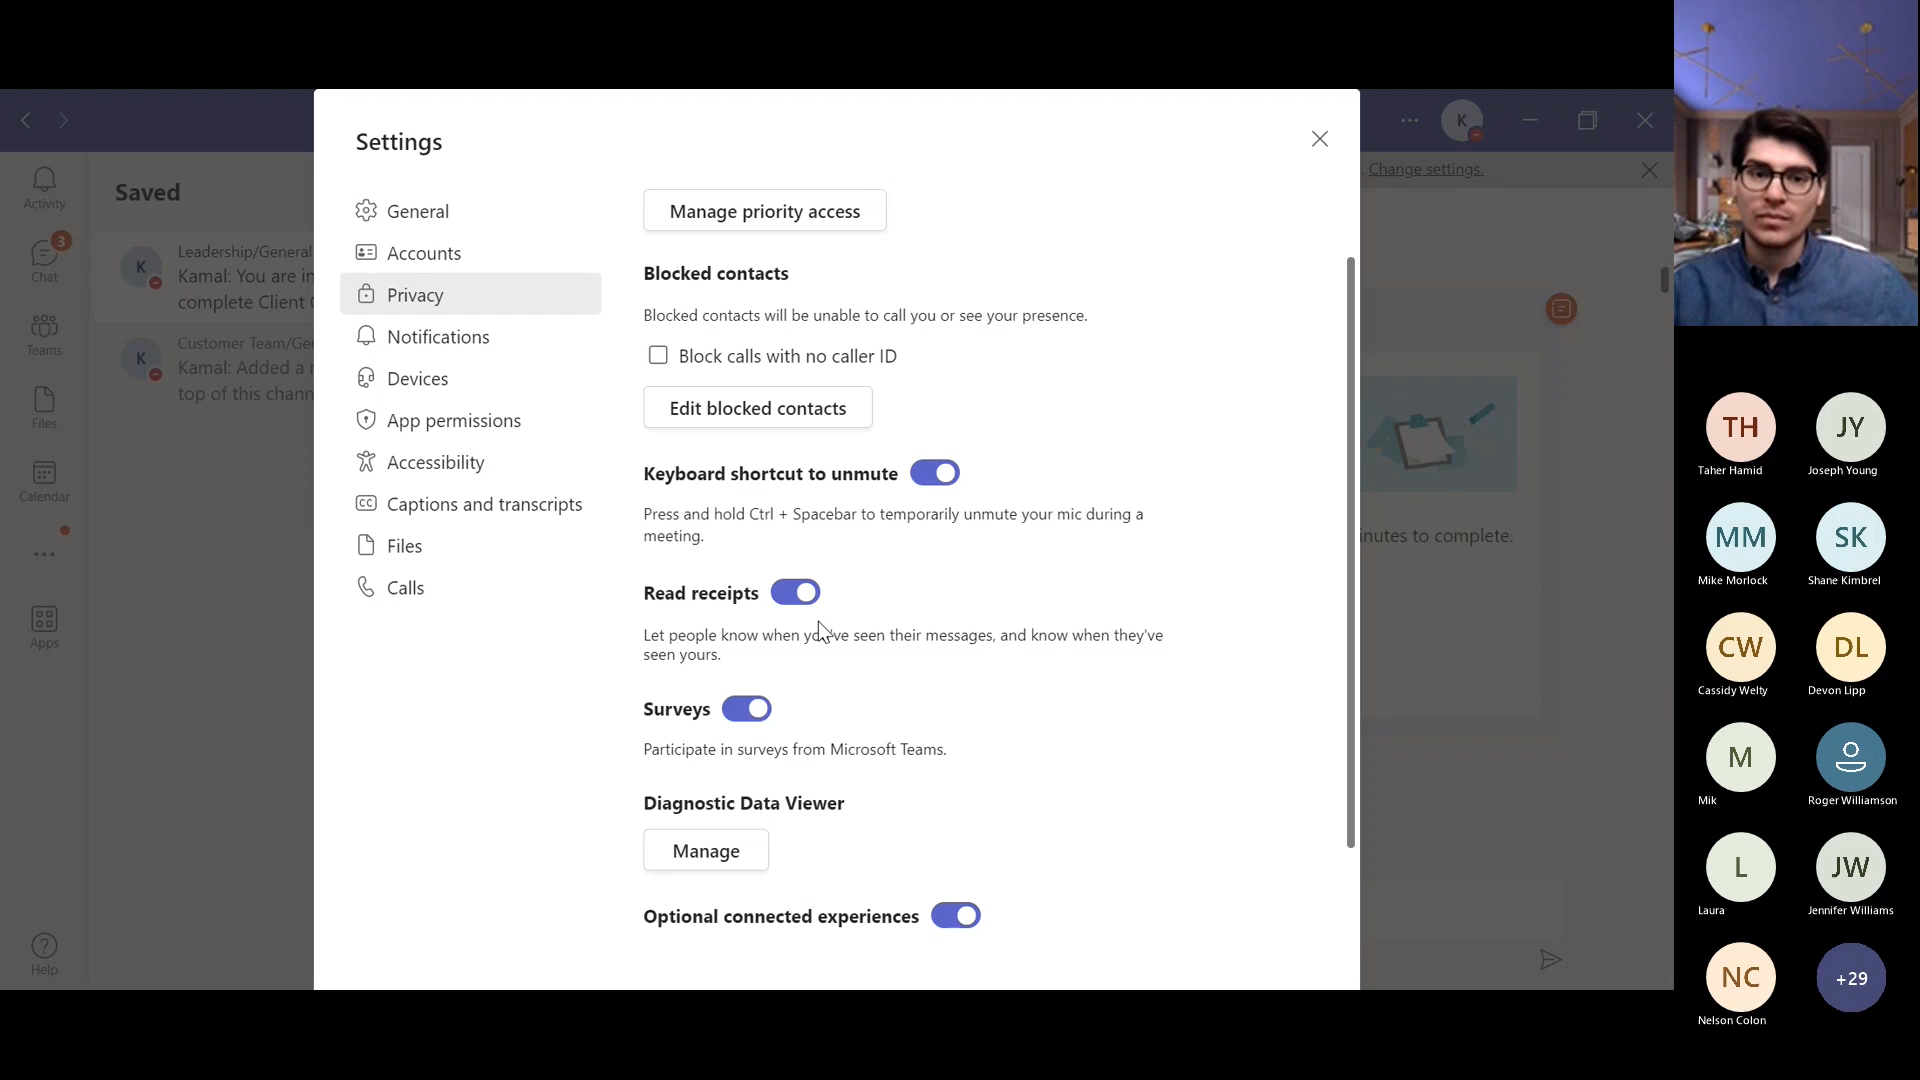 Settings
K
Change settings.
Activity
3
Chat
Teams
Files
Calendar
Apps
Help
Saved
K
Leadership/General
Kamal: You are in
complete Client
K
Customer Team/Ge
Kamal: Added a
top of this chann
General
Accounts
Privacy
Notifications
Devices
App permissions
Accessibility
CC Captions and transcripts
Files
Calls
Manage priority access
Blocked contacts
Blocked contacts will be unable to call you or see your presence.
Block calls with no caller ID
Edit blocked contacts
Keyboard shortcut to unmute
Press and hold Ctrl + Spacebar to temporarily unmute your mic during a
meeting.
Read receipts
Let people know when you've seen their messages, and know when they've
seen yours.
Surveys
Participate in surveys from Microsoft Teams.
Diagnostic Data Viewer
Manage
Optional connected experiences
inutes to complete.
TH JY
Taher Hamid Joseph Young
MM SK
Mike Morlock Shane Kimbrel
CW DL
Cassidy Welty Devon Lipp
M
Mik Roger Williamson
L JW
Laura Jennifer Williams
NC +29
Nelson Colon